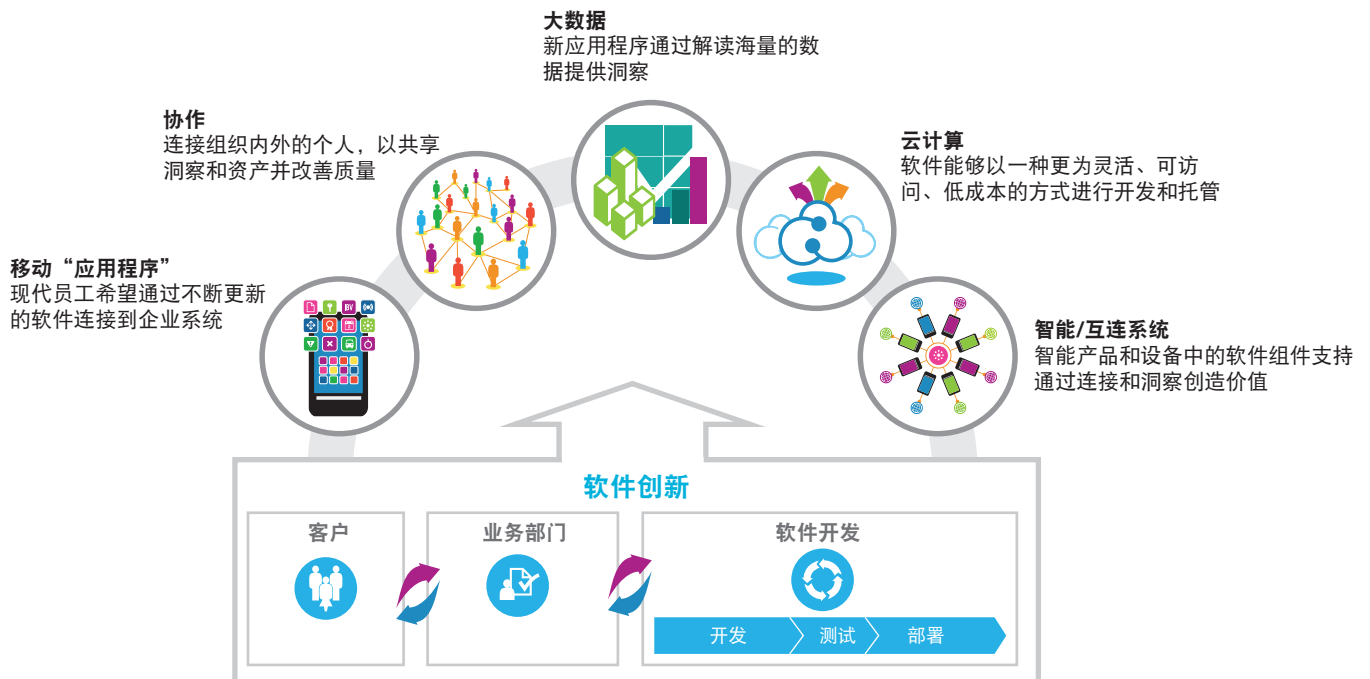 大数据
新应用程序通过解读海量的数
据提供洞察
协作
连接组织内外的个人，以共享
洞察和资产并改善质量
云计算
软件能够以一种更为灵活、可访
问、低成本的方式进行开发和托管
移动“应用程序”
现代员工希望通过不断更新
的软件连接到企业系统
BV
智能/互连系统
智能产品和设备中的软件组件支持
通过连接和洞察创造价值
软件创新
客户
业务部门
软件开发
开发
测试
部署